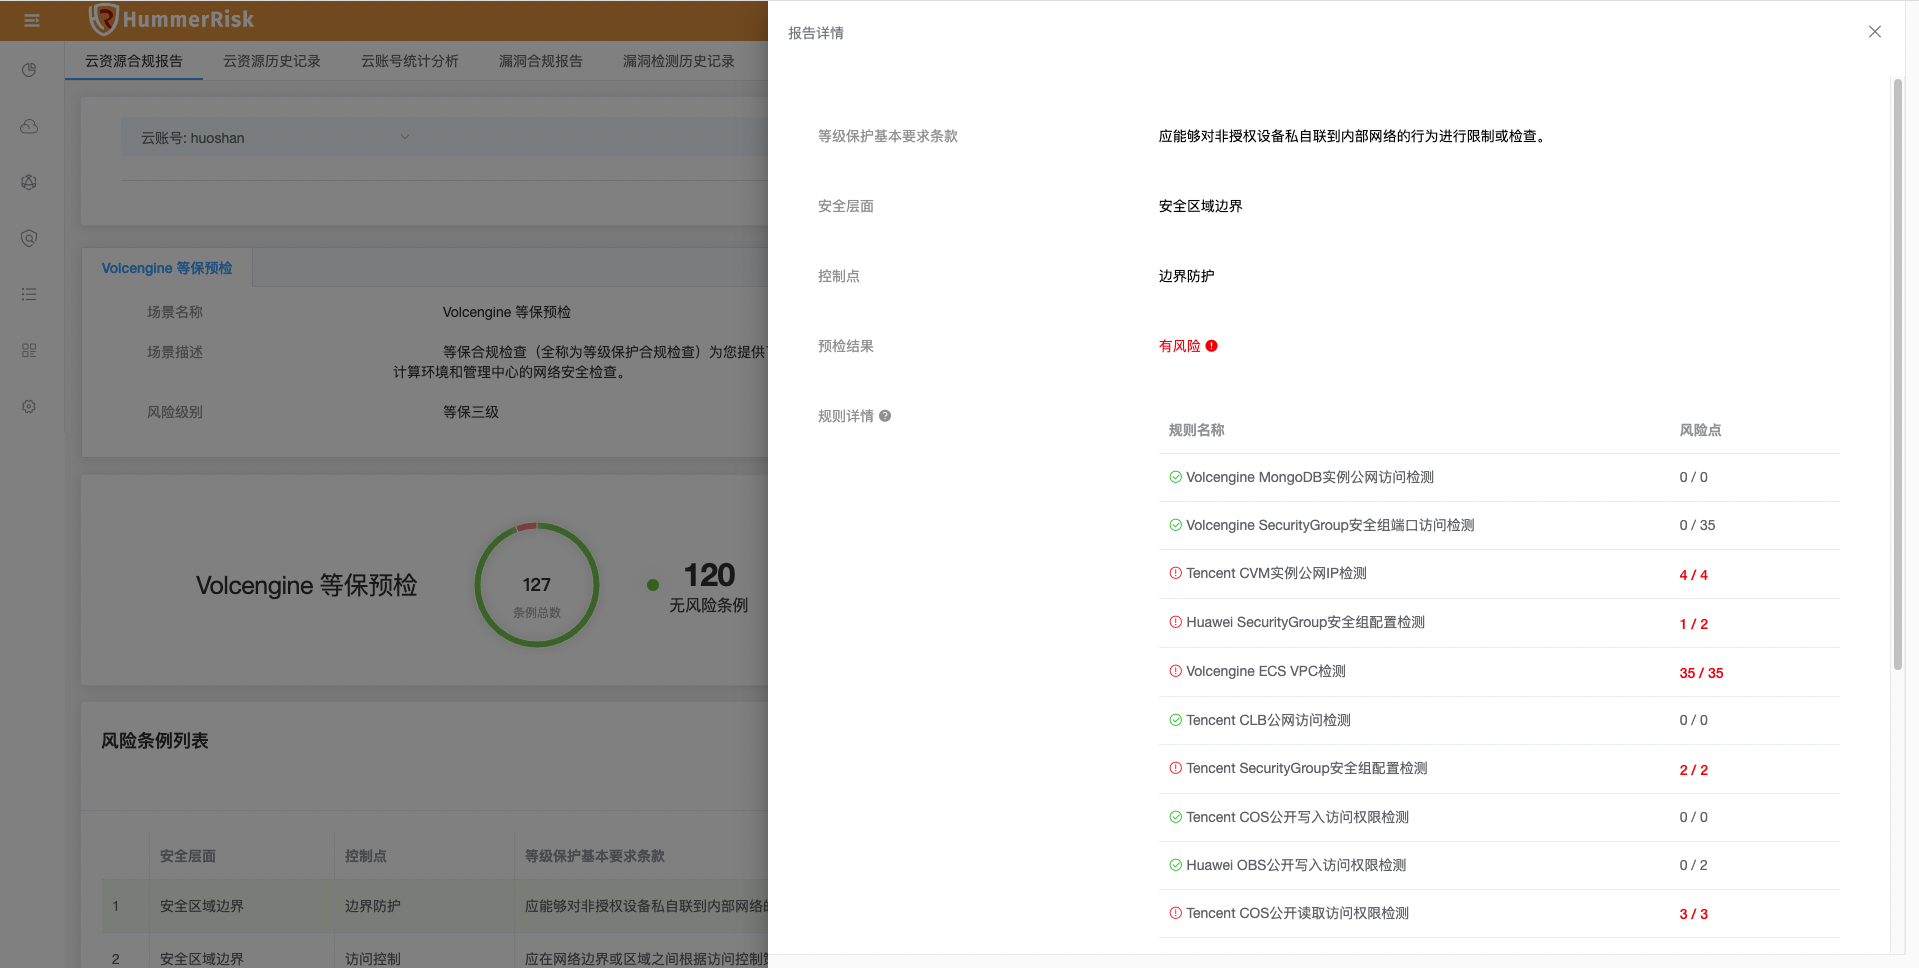 HummerRisk
云资源合规报告
云资源历史记录
云账号统计分析
漏洞合规报告
漏洞检测历史记录
云账号: huoshan
Volcengine 等保预检
场景名称
Volcengine 等保预检
场景描述
等保合规检查（全称为等级保护合规检查）为您提供
计算环境和管理中心的网络安全检查。
风险级别
等保三级
Volcengine 等保预检
127
条例总数
120
无风险条例
风险条例列表
安全层面
控制点
等级保护基本要求条款
1
安全区域边界
边界防护
应能够对非授权设备私自联到内部网络
2
安全区域边界
访问控制
应在网络边界或区域之间根据访问控制
报告详情
等级保护基本要求条款
应能够对非授权设备私自联到内部网络的行为进行限制或检查。
安全层面
安全区域边界
控制点
边界防护
预检结果
有风险
规则详情
规则名称
风险点
Volcengine MongoDB实例公网访问检测
0 / 0
Volcengine SecurityGroup安全组端口访问检测
0 / 35
Tencent CVM实例公网IP检测
4 / 4
Huawei SecurityGroup安全组配置检测
1 / 2
Volcengine ECS VPC检测
35 / 35
Tencent CLB公网访问检测
0 / 0
Tencent SecurityGroup安全组配置检测
2 / 2
Tencent COS公开写入访问权限检测
0 / 0
Huawei OBS公开写入访问权限检测
0 / 2
Tencent COS公开读取访问权限检测
3 / 3